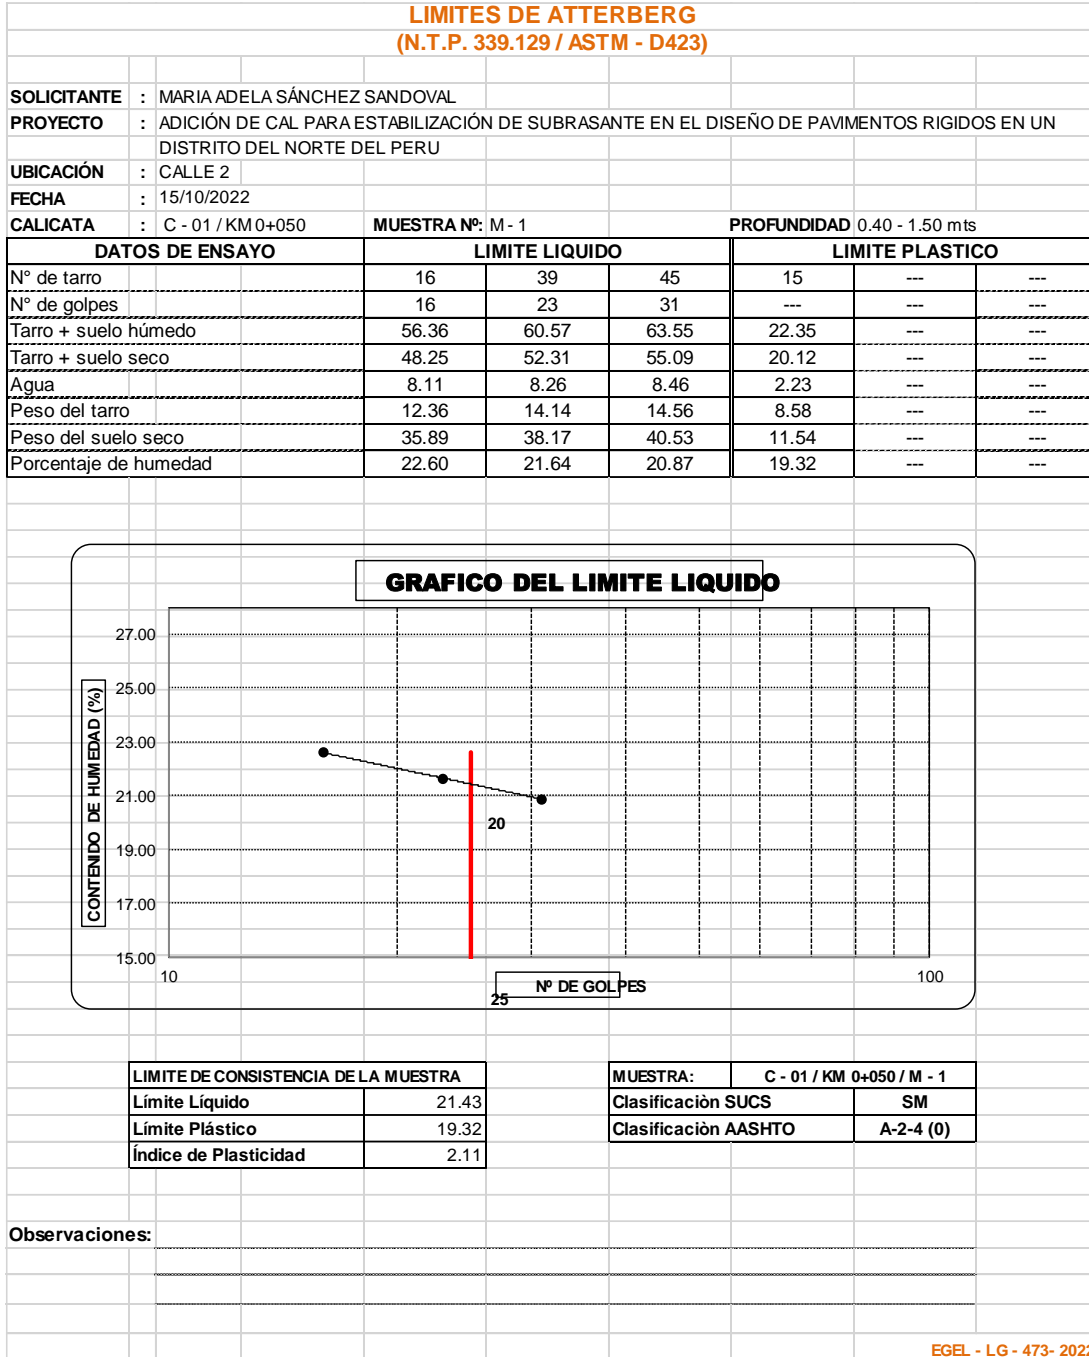 LIMITES DE ATTERBERG
(N.T.P. 339.129 / ASTM - D423)
SOLICITANTE : MARIA ADELA SÁNCHEZ SANDOVAL
PROYECTO : ADICIÓN DE CAL PARA ESTABILIZACIÓN DE SUBRASANTE EN EL DISEÑO DE PAVIMENTOS RIGIDOS EN UN
DISTRITO DEL NORTE DEL PERU
UBICACIÓN : CALLE 2
FECHA : 15/10/2022
CALICATA : C - 01 / KM 0+050 MUESTRA Nº: M - 1 PROFUNDIDAD 0.40 - 1.50 mts
DATOS DE ENSAYO LIMITE LIQUIDO LIMITE PLASTICO
N° de tarro 16 39 45 15 --- ---
N° de golpes 16 23 31 --- --- ---
Tarro + suelo húmedo 56.36 60.57 63.55 22.35 --- ---
Tarro + suelo seco 48.25 52.31 55.09 20.12 --- ---
Agua 8.11 8.26 8.46 2.23 --- ---
Peso del tarro 12.36 14.14 14.56 8.58 --- ---
Peso del suelo seco 35.89 38.17 40.53 11.54 --- ---
Porcentaje de humedad 22.60 21.64 20.87 19.32 --- ---
GRAFICO DEL LIMITE LIQUIDO
CONTENIDO DE HUMEDAD (%)
27.00
25.00
23.00
21.00
20
19.00
17.00
15.00
10 100
Nº DE GOLPES
25
LIMITE DE CONSISTENCIA DE LA MUESTRA
Límite Líquido 21.43
Límite Plástico 19.32
Índice de Plasticidad 2.11
MUESTRA: C - 01 / KM 0+050 / M - 1
Clasificaciòn SUCS SM
Clasificaciòn AASHTO A-2-4 (0)
Observaciones:
EGEL - LG - 473- 2022